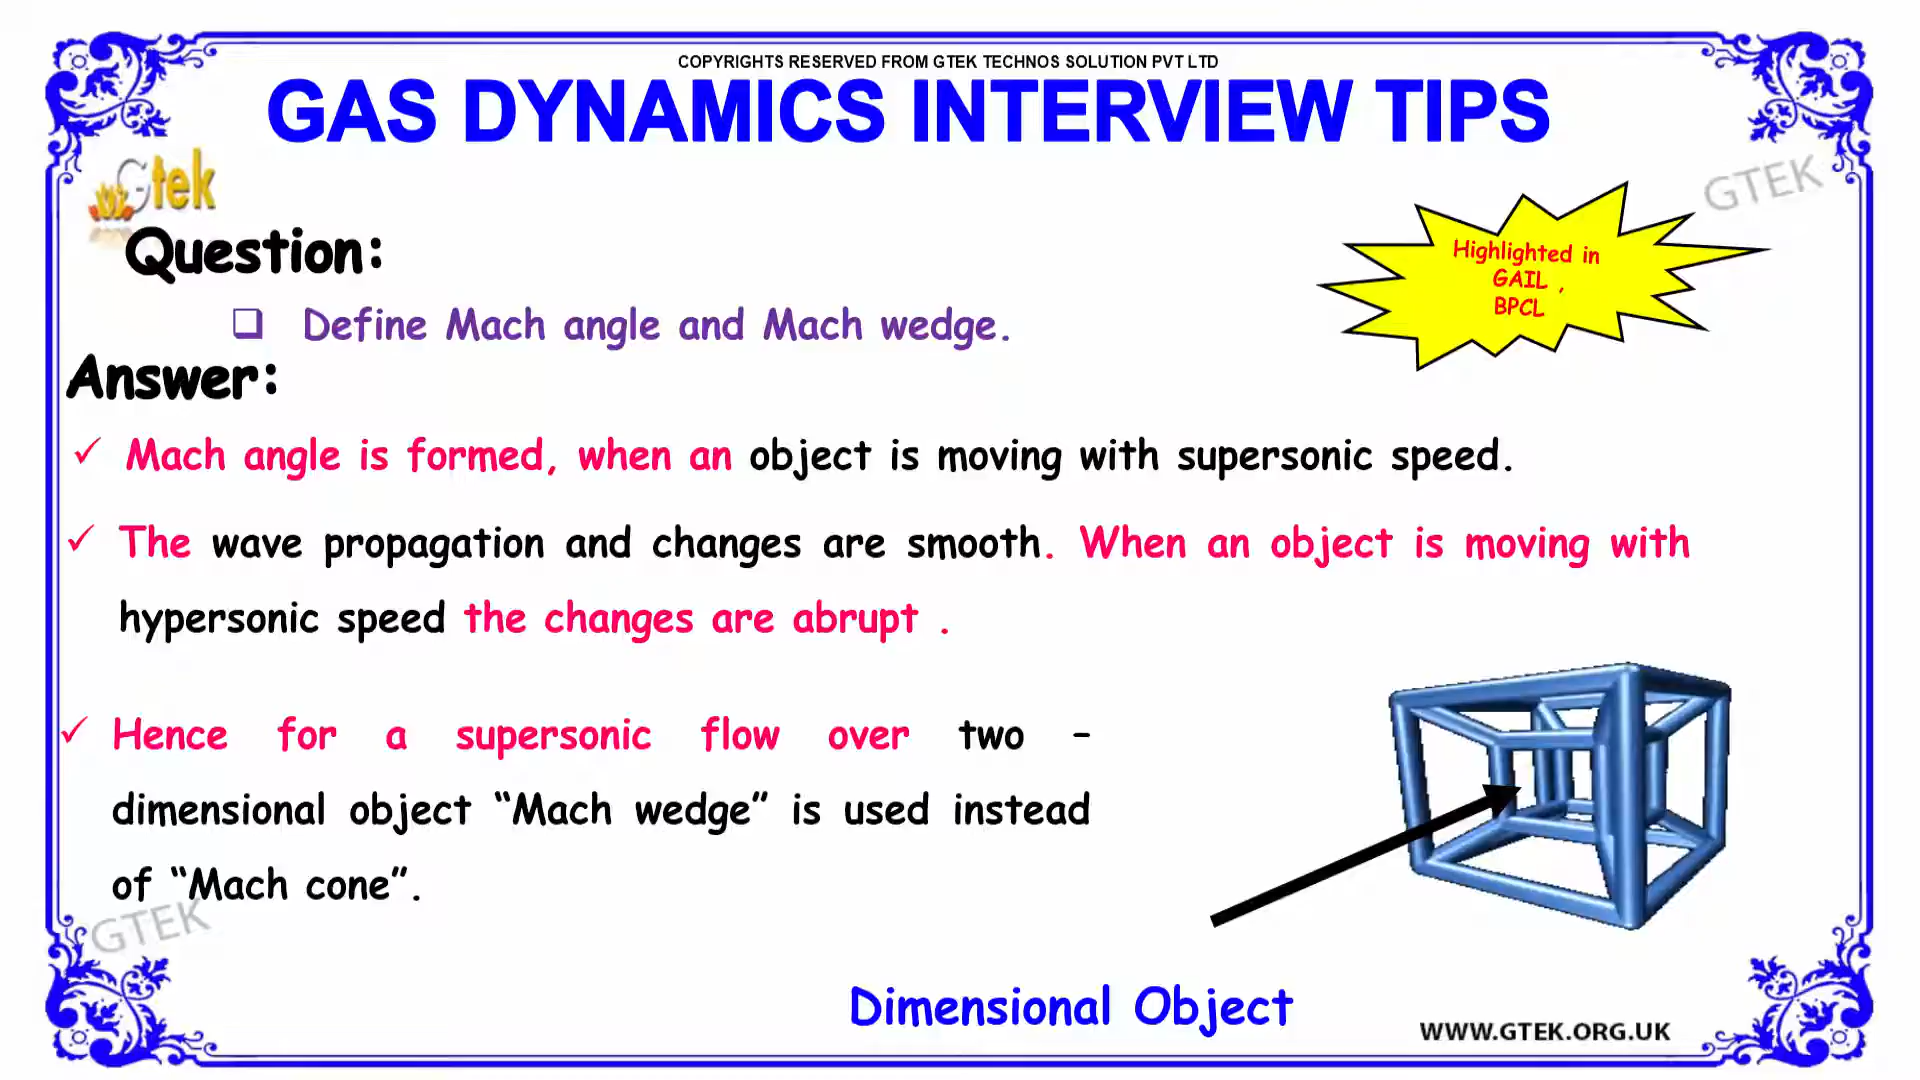 COPYRIGHTS RESERVED FROM GTEK TECHNOS SOLUTION PVT LTD
GAS DYNAMICS INTERVIEW TIPS
Gtek
GTEK
Question:
Highlighted in
GAIL ,
BPCL
❑ Define Mach angle and Mach wedge.
Answer:
✓ Mach angle is formed, when an object is moving with supersonic speed.
✓ The wave propagation and changes are smooth. When an object is moving with
hypersonic speed the changes are abrupt .
✓ Hence for a supersonic flow over two –
dimensional object “Mach wedge” is used instead
of “Mach cone”.
GTEK
Dimensional Object
WWW.GTEK.ORG.UK